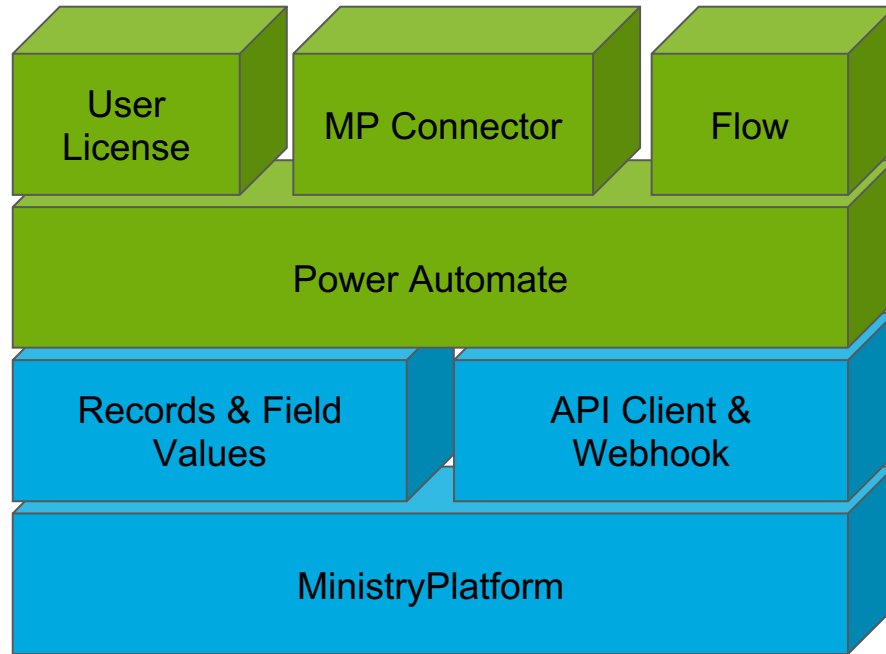 User
License
MP Connector
Flow
Power Automate
Records & Field
Values
API Client &
Webhook
MinistryPlatform